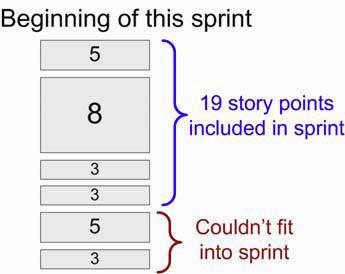 Beginning of this sprint
5
8
3
3
19 story points
included in sprint
5
3
Couldn't fit
into sprint